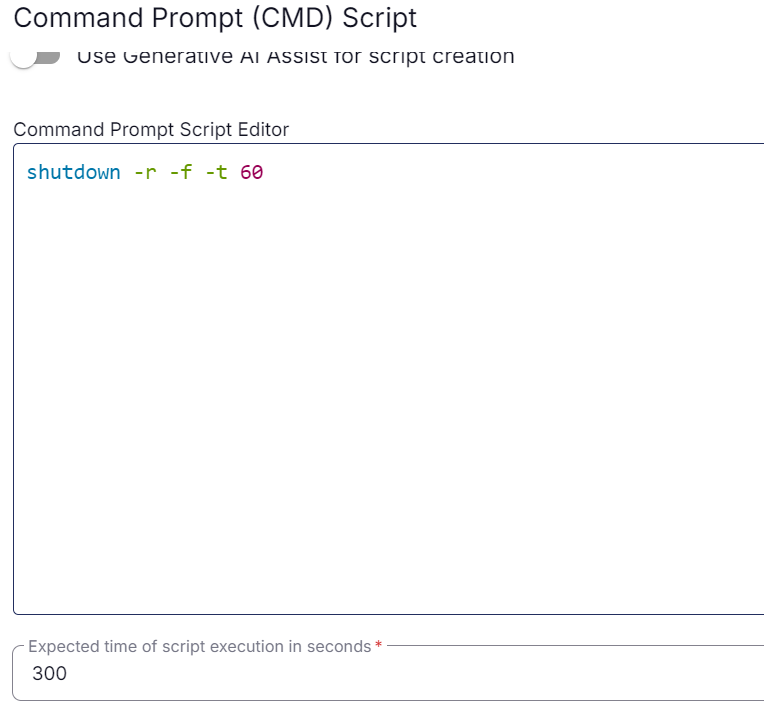 Command Prompt (CMD) Script
Use Generative AI Assist for script creation
Command Prompt Script Editor
shutdown -r -f -t 60
Expected time of script execution in seconds *
300